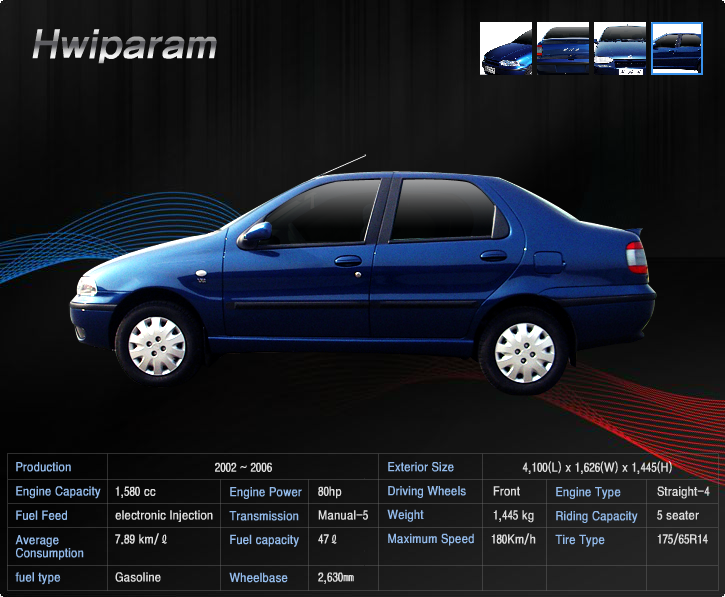 Hwiparam
Production 2002 ~ 2006 Exterior Size 4,100(L) x 1,626(W) x 1,445(H)
Engine Capacity 1,580 cc Engine Power 80hp Driving Wheels Front Engine Type Straight-4
Fuel Feed electronic Injection Transmission Manual-5 Weight 1,445 kg Riding Capacity 5 seater
Average Consumption 7,89 km/ℓ Fuel capacity 47ℓ Maximum Speed 180Km/h Tire Type 175/65R14
fuel type Gasoline Wheelbase 2,630㎜